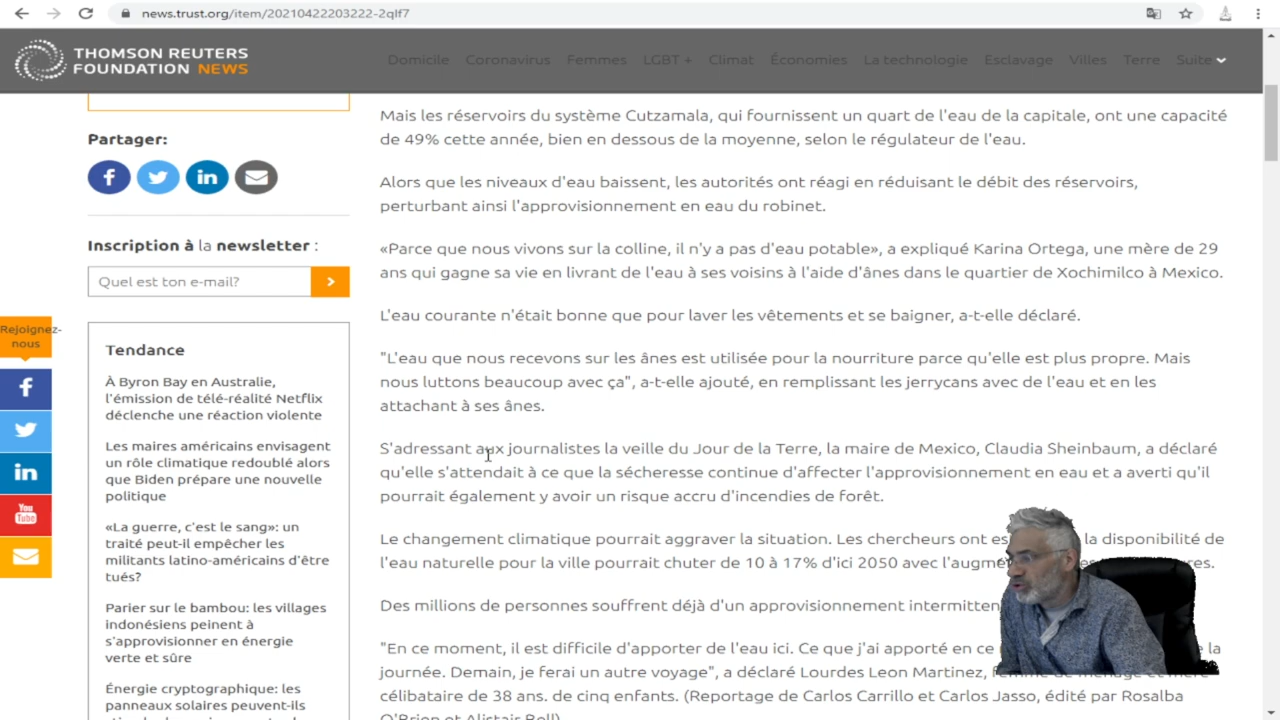 news.trust.org/item/20210422203222-2qlf7
THOMSON REUTERS
FOUNDATION NEWS
Domicile Coronavirus Femmes LGBT + Climat Économies La technologie Esclavage Villes Terre Suite
Partager:
Inscription à la newsletter :
Quel est ton e-mail?
Rejoignez-
nous
You
Tube
Tendance
À Byron Bay en Australie,
l'émission de télé-réalité Netflix
déclenche une réaction violente
Les maires américains envisagent
un rôle climatique redoublé alors
que Biden prépare une nouvelle
politique
«La guerre, c'est le sang»: un
traité peut-il empêcher les
militants latino-américains d'être
tués?
Parier sur le bambou: les villages
indonésiens peinent à
s'approvisionner en énergie
verte et sûre
Énergie cryptographique: les
panneaux solaires peuvent-ils
Mais les réservoirs du système Cutzamala, qui fournissent un quart de l'eau de la capitale, ont une capacité
de 49% cette année, bien en dessous de la moyenne, selon le régulateur de l'eau.
Alors que les niveaux d'eau baissent, les autorités ont réagi en réduisant le débit des réservoirs,
perturbant ainsi l'approvisionnement en eau du robinet.
«Parce que nous vivons sur la colline, il n'y a pas d'eau potable», a expliqué Karina Ortega, une mère de 29
ans qui gagne sa vie en livrant de l'eau à ses voisins à l'aide d'ânes dans le quartier de Xochimilco à Mexico.
L'eau courante n'était bonne que pour laver les vêtements et se baigner, a-t-elle déclaré.
"L'eau que nous recevons sur les ânes est utilisée pour la nourriture parce qu'elle est plus propre. Mais
nous luttons beaucoup avec ça", a-t-elle ajouté, en remplissant les jerrycans avec de l'eau et en les
attachant à ses ânes.
S'adressant aux journalistes la veille du Jour de la Terre, la maire de Mexico, Claudia Sheinbaum, a déclaré
qu'elle s'attendait à ce que la sécheresse continue d'affecter l'approvisionnement en eau et a averti qu'il
pourrait également y avoir un risque accru d'incendies de forêt.
Le changement climatique pourrait aggraver la situation. Les chercheurs ont la disponibilité de
l'eau naturelle pour la ville pourrait chuter de 10 à 17% d'ici 2050 avec
Des millions de personnes souffrent déjà d'un approvisionnement
"En ce moment, il est difficile d'apporter de l'eau ici. Ce que j'ai apporté en la
journée. Demain, je ferai un autre voyage", a déclaré Lourdes Leon Martinez,
célibataire de 38 ans. de cinq enfants. (Reportage de Carlos Carrillo et Carlos Jasso, édité par Rosalba
O'Brien et Alistair Bell)